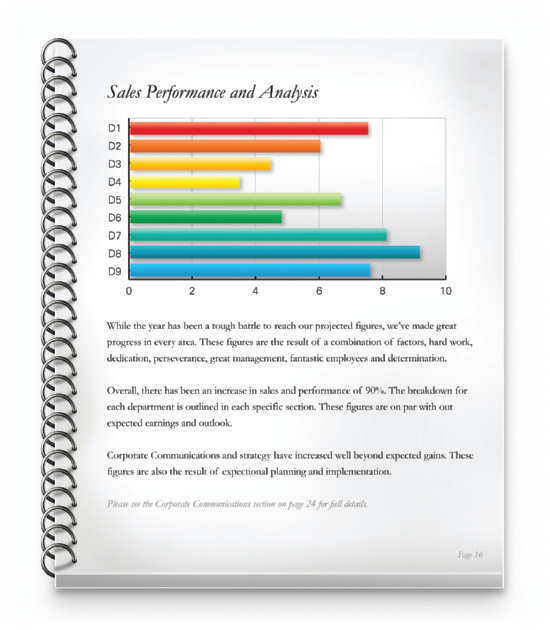 Sales Performance and Analysis
D1
D2
D3
D4
D5
D6
D7
D8
D9
0 2 4 6 8 10
While the year has been a tough battle to reach our projected figures, we've made great
progress in every area. These figures are the result of a combination of factors, hard work,
dedication, perseverance, great management, fantastic employees and determination.
Overall, there has been an increase in sales and performance of 90%. The breakdown for
each department is outlined in each specific section. These figures are on par with out
expected earnings and outlook.
Corporate Communications and strategy have increased well beyond expected gains. These
figures are also the result of expectional planning and implementation.
Please see the Corporate Communications section on page 24 for full details.
Page 16